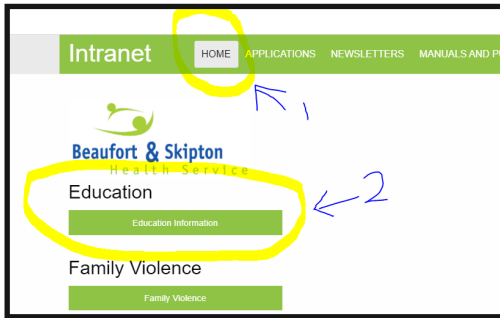 Intranet HOME APPLICATIONS NEWSLETTERS MANUALS AND
1
Beaufort & Skipton
Health Service
Education
2
Education Information
Family Violence
Family Violence